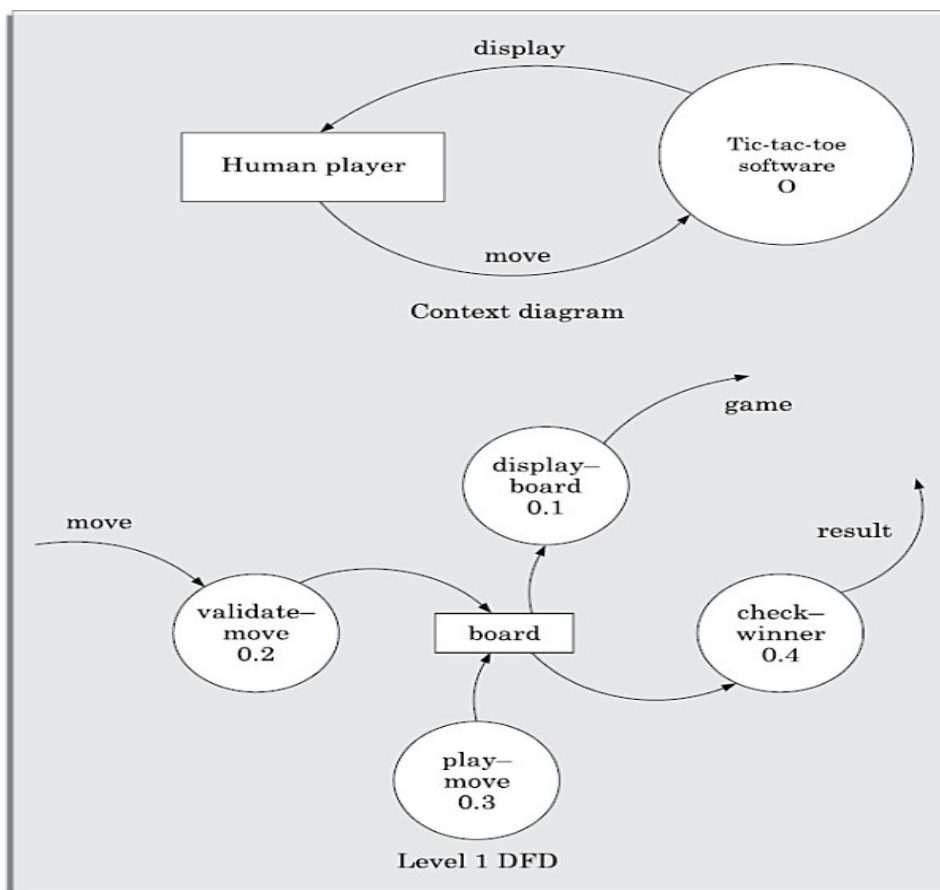 display
Human player
Tic-tac-toe
software
O
move
Context diagram
game
display–
board
0.1
move
result
validate–
move
0.2
board
check–
winner
0.4
play–
move
0.3
Level 1 DFD